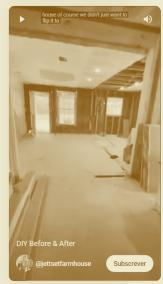 house of course we didn't just want to
flip it to
DIY Before & After
@jettsetfarmhouse
Subscrever